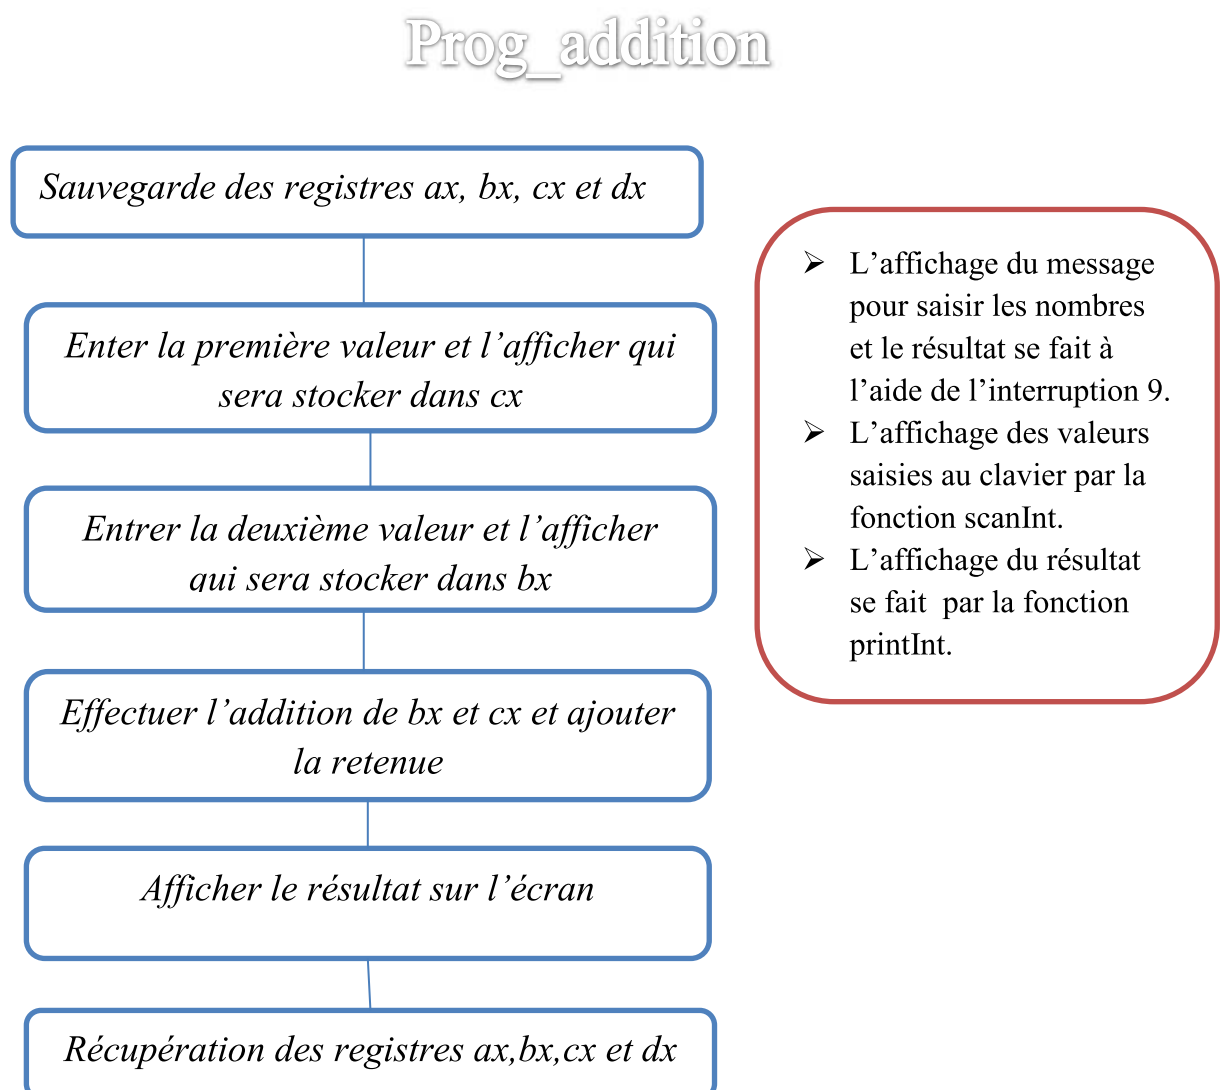 Prog_addition
Sauvegarde des registres ax, bx, cx et dx
Enter la première valeur et l’afficher qui
sera stocker dans cx
Entrer la deuxième valeur et l’afficher
qui sera stocker dans bx
Effectuer l’addition de bx et cx et ajouter
la retenue
Afficher le résultat sur l’écran
Récupération des registres ax,bx,cx et dx
➢ L’affichage du message
pour saisir les nombres
et le résultat se fait à
l’aide de l’interruption 9.
➢ L’affichage des valeurs
saisies au clavier par la
fonction scanInt.
➢ L’affichage du résultat
se fait  par la fonction
printInt.